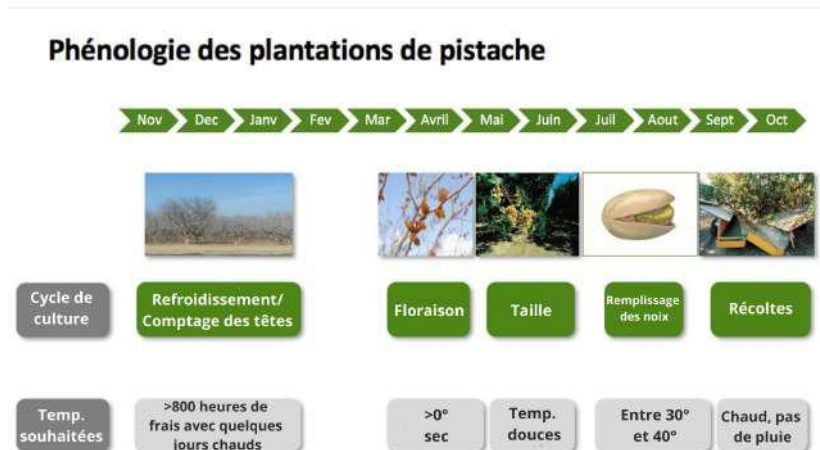 Phénologie des plantations de pistache
Nov Dec Janv Fev Mar Avril Mai Juin Juil Aout Sept Oct
Cycle de
culture
Refroidissement/
Comptage des têtes
Floraison
Taille
Remplissage
des noix
Récoltes
Temp.
souhaitées
>800 heures de
frais avec quelques
jours chauds
>0°
sec
Temp.
douces
Entre 30°
et 40°
Chaud, pas
de pluie